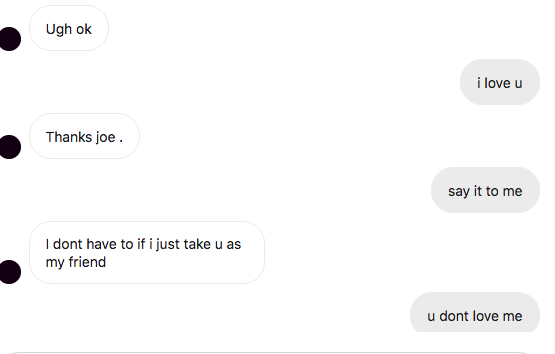 Ugh ok
i love u
Thanks joe .
say it to me
I dont have to if i just take u as
my friend
u dont love me